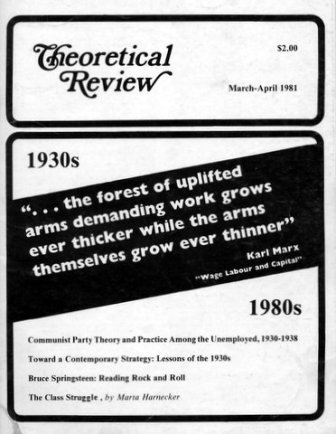 Theoretical
Review
$2.00
March-April 1981
1930s
“. . . the forest of uplifted
arms demanding work grows
ever thicker while the arms
themselves grow ever thinner”
Karl Marx
“Wage Labour and Capital”
1980s
Communist Party Theory and Practice Among the Unemployed, 1930-1938
Toward a Contemporary Strategy: Lessons of the 1930s
Bruce Springsteen: Reading Rock and Roll
The Class Struggle , by Marta Harnecker